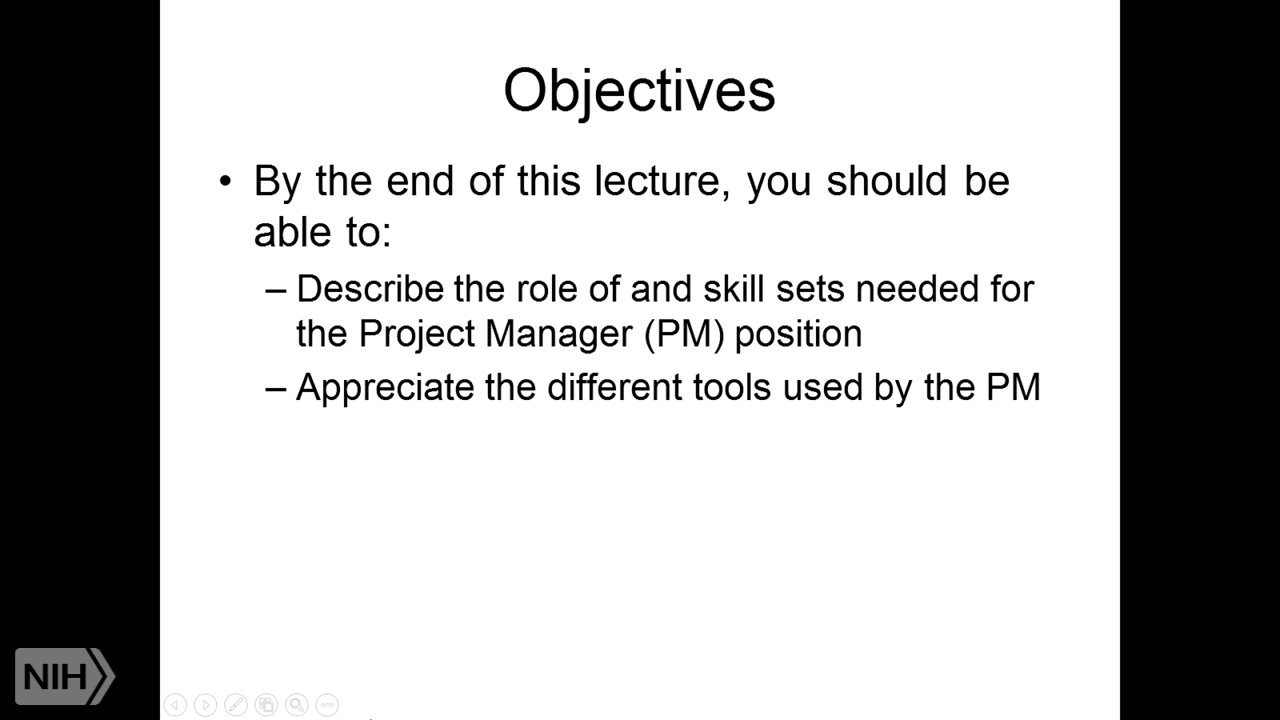 Objectives
• By the end of this lecture, you should be
able to:
– Describe the role of and skill sets needed for
the Project Manager (PM) position
– Appreciate the different tools used by the PM
NIH